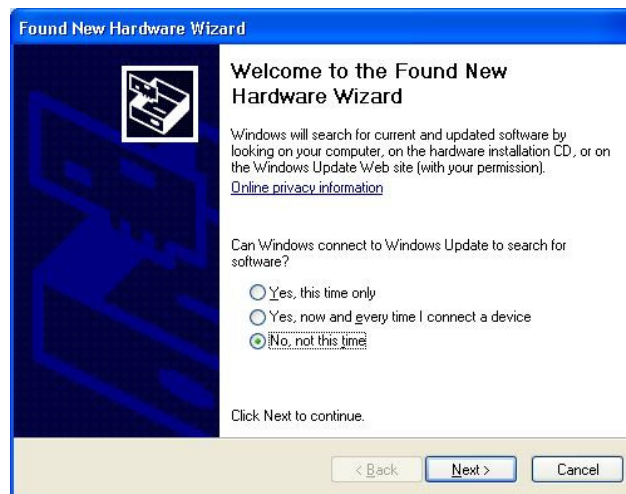 Found New Hardware Wizard
Welcome to the Found New
Hardware Wizard
Windows will search for current and updated software by
looking on your computer, on the hardware installation CD, or on
the Windows Update Web site (with your permission).
Online privacy information
Can Windows connect to Windows Update to search for
software?
Yes, this time only
Yes, now and every time I connect a device
No, not this time
Click Next to continue.
< Back
Next >
Cancel